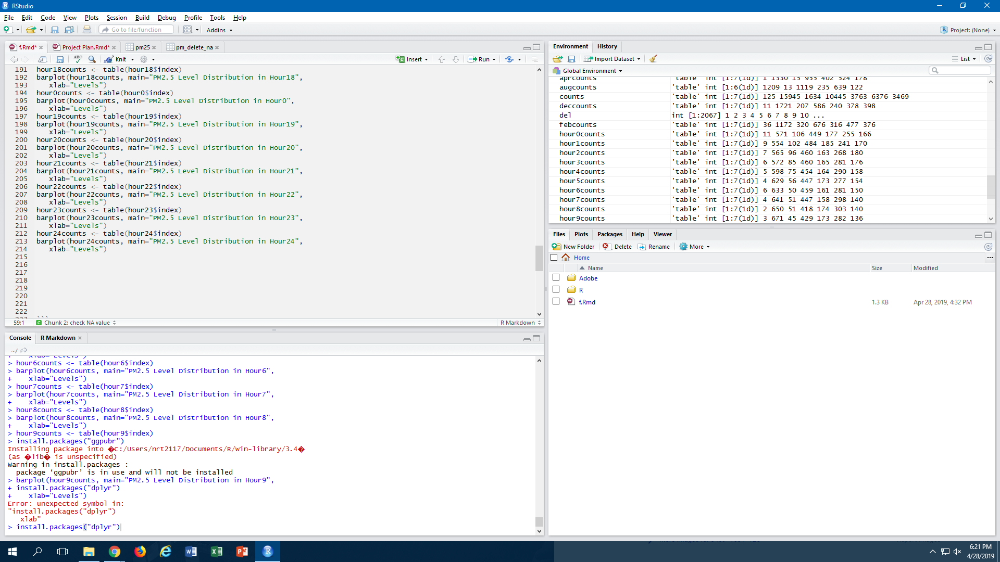 RStudio
File Edit Code View Plots Session Build Debug Profile Tools Help
Go to file/function Addins Project: (None)
f.Rmd* Project Plan.Rmd* pm25 pm_delete_na
ABC Knit Insert Run
191 hour18counts <- table(hour18$index)
192 barplot(hour18counts, main="PM2.5 Level Distribution in Hour18",
193    xlab="Levels")
194 hour0counts <- table(hour0$index)
195 barplot(hour0counts, main="PM2.5 Level Distribution in Hour0",
196    xlab="Levels")
197 hour19counts <- table(hour19$index)
198 barplot(hour19counts, main="PM2.5 Level Distribution in Hour19",
199    xlab="Levels")
200 hour20counts <- table(hour20$index)
201 barplot(hour20counts, main="PM2.5 Level Distribution in Hour20",
202    xlab="Levels")
203 hour21counts <- table(hour21$index)
204 barplot(hour21counts, main="PM2.5 Level Distribution in Hour21",
205    xlab="Levels")
206 hour22counts <- table(hour22$index)
207 barplot(hour22counts, main="PM2.5 Level Distribution in Hour22",
208    xlab="Levels")
209 hour23counts <- table(hour23$index)
210 barplot(hour23counts, main="PM2.5 Level Distribution in Hour23",
211    xlab="Levels")
212 hour24counts <- table(hour24$index)
213 barplot(hour24counts, main="PM2.5 Level Distribution in Hour24",
214    xlab="Levels")
215
216
217
218
219
220
221
222
223 ```
59:1 Chunk 2: check NA value R Markdown
Console R Markdown
~/
+    xlab="Levels")
> hour6counts <- table(hour6$index)
> barplot(hour6counts, main="PM2.5 Level Distribution in Hour6",
+    xlab="Levels")
> hour7counts <- table(hour7$index)
> barplot(hour7counts, main="PM2.5 Level Distribution in Hour7",
+    xlab="Levels")
> hour8counts <- table(hour8$index)
> barplot(hour8counts, main="PM2.5 Level Distribution in Hour8",
+    xlab="Levels")
> hour9counts <- table(hour9$index)
> install.packages("ggpubr")
Installing package into �C:/Users/nrt2117/Documents/R/win-library/3.4�
(as �lib� is unspecified)
Warning in install.packages :
  package ‘ggpubr’ is in use and will not be installed
> barplot(hour9counts, main="PM2.5 Level Distribution in Hour9",
+ install.packages("dplyr")
+    xlab="Levels")
Error: unexpected symbol in:
"install.packages("dplyr")
   xlab"
> install.packages("dplyr")
Environment History
Import Dataset List
Global Environment
aprcounts 'table' int [1:7(1d)] 1 1330 15 955 402 524 178
augcounts 'table' int [1:6(1d)] 1209 13 1119 235 639 122
counts 'table' int [1:7(1d)] 125 15945 1634 10445 3763 6376 3469
deccounts 'table' int [1:7(1d)] 11 1721 207 586 240 378 398
del int [1:2067] 1 2 3 4 5 6 7 8 9 10 ...
febcounts 'table' int [1:7(1d)] 36 1172 320 676 316 477 376
hour0counts 'table' int [1:7(1d)] 11 571 106 449 177 255 166
hour1counts 'table' int [1:7(1d)] 9 554 102 484 185 241 170
hour2counts 'table' int [1:7(1d)] 7 565 96 460 163 268 180
hour3counts 'table' int [1:7(1d)] 6 572 85 460 165 281 176
hour4counts 'table' int [1:7(1d)] 5 598 75 454 164 290 158
hour5counts 'table' int [1:7(1d)] 4 629 56 447 173 277 154
hour6counts 'table' int [1:7(1d)] 6 633 50 459 161 281 150
hour7counts 'table' int [1:7(1d)] 4 641 51 447 158 298 140
hour8counts 'table' int [1:7(1d)] 2 650 51 418 174 303 140
hour9counts 'table' int [1:7(1d)] 3 671 45 429 173 282 136
Files Plots Packages Help Viewer
New Folder Delete Rename More
Home ...
Name Size Modified
Adobe
R
f.Rmd 1.3 KB Apr 28, 2019, 4:32 PM
6:21 PM
4/28/2019